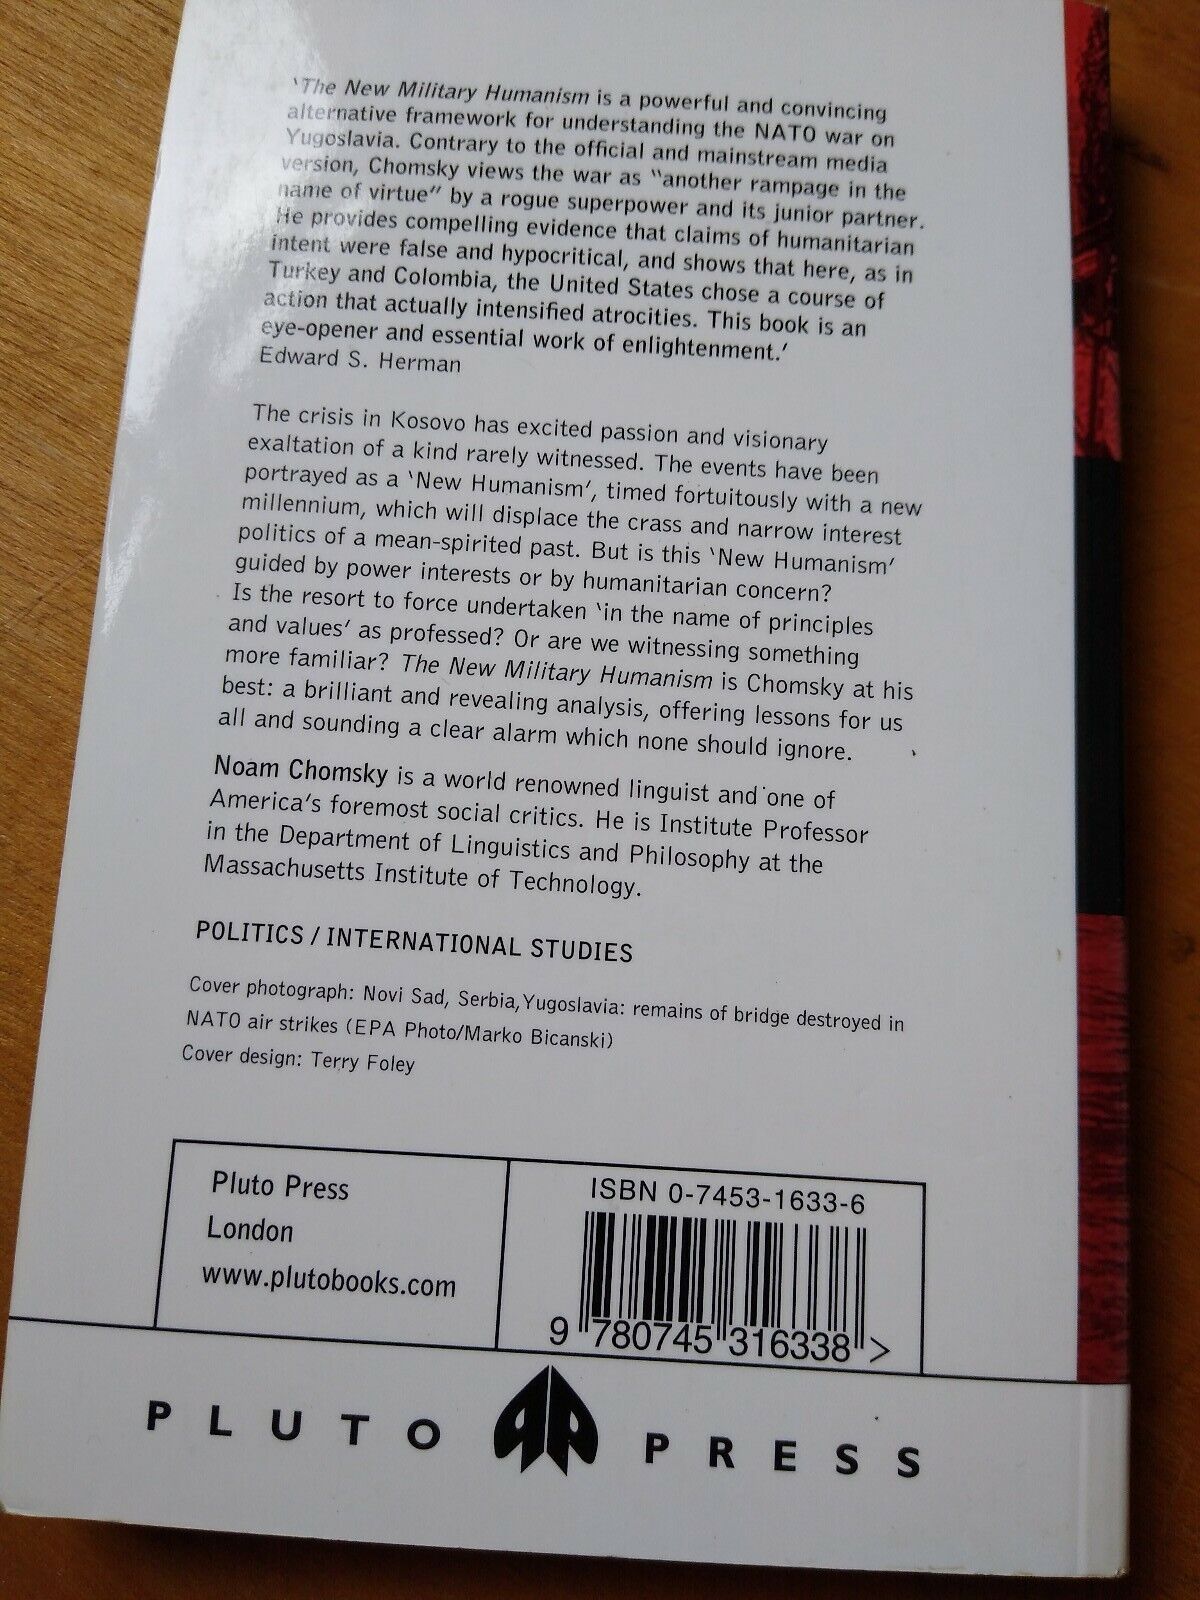 ‘The New Military Humanism is a powerful and convincing
alternative framework for understanding the NATO war on
Yugoslavia. Contrary to the official and mainstream media
version, Chomsky views the war as “another rampage in the
name of virtue” by a rogue superpower and its junior partner.
He provides compelling evidence that claims of humanitarian
intent were false and hypocritical, and shows that here, as in
Turkey and Colombia, the United States chose a course of
action that actually intensified atrocities. This book is an
eye-opener and essential work of enlightenment.’
Edward S. Herman
The crisis in Kosovo has excited passion and visionary
exaltation of a kind rarely witnessed. The events have been
portrayed as a ‘New Humanism’, timed fortuitously with a new
millennium, which will displace the crass and narrow interest
politics of a mean-spirited past. But is this ‘New Humanism’
guided by power interests or by humanitarian concern?
Is the resort to force undertaken ‘in the name of principles
and values’ as professed? Or are we witnessing something
more familiar? The New Military Humanism is Chomsky at his
best: a brilliant and revealing analysis, offering lessons for us
all and sounding a clear alarm which none should ignore.
Noam Chomsky is a world renowned linguist and one of
America’s foremost social critics. He is Institute Professor
in the Department of Linguistics and Philosophy at the
Massachusetts Institute of Technology.
POLITICS / INTERNATIONAL STUDIES
Cover photograph: Novi Sad, Serbia, Yugoslavia: remains of bridge destroyed in
NATO air strikes (EPA Photo/Marko Bicanski)
Cover design: Terry Foley
Pluto Press
London
www.plutobooks.com
ISBN 0-7453-1633-6
9 780745 316338 >
PLUTO PRESS